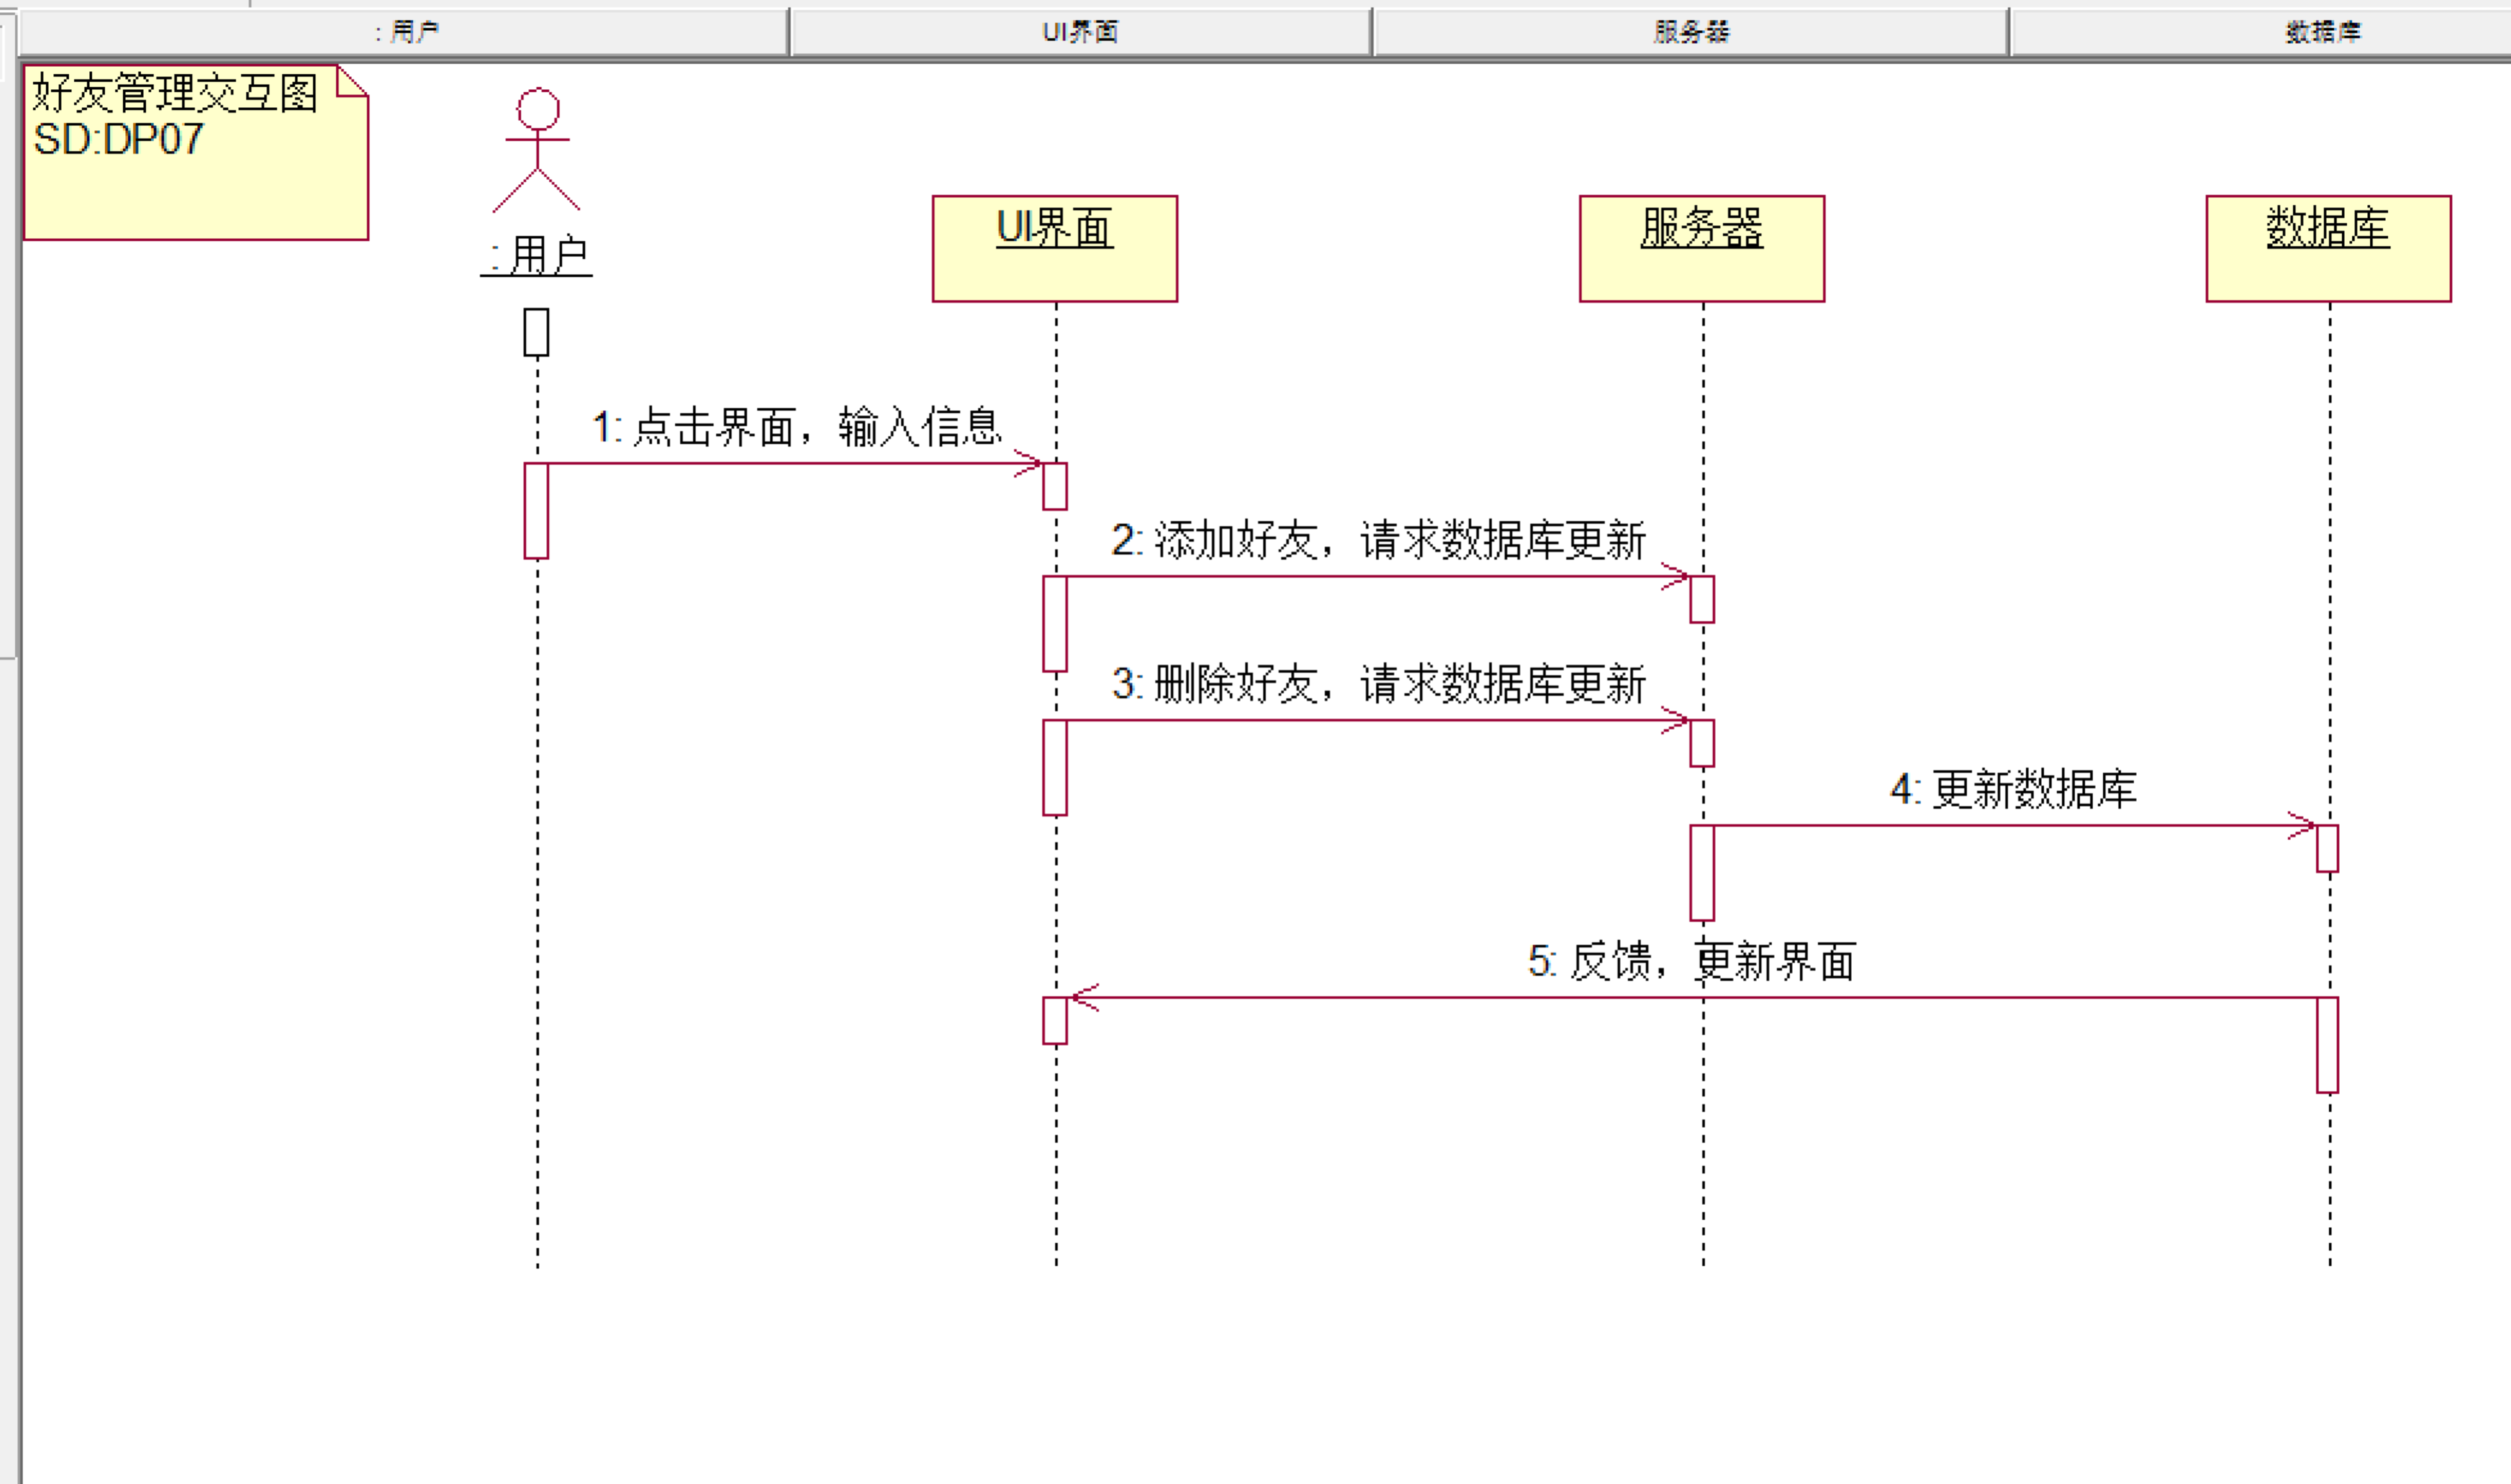 : 用户
UI界面
服务器
数据库
好友管理交互图
SD:DP07
: 用户
UI界面
服务器
数据库
1: 点击界面，输入信息
2: 添加好友，请求数据库更新
3: 删除好友，请求数据库更新
4: 更新数据库
5: 反馈，更新界面